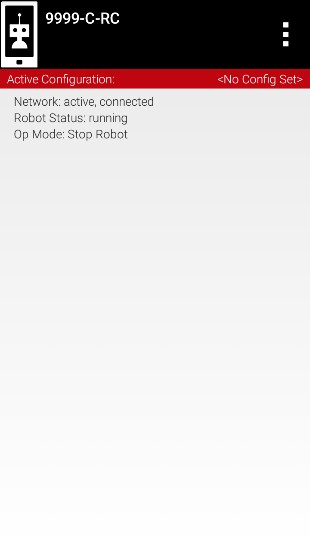 9999-C-RC
Active Configuration: <No Config Set>
Network: active, connected
Robot Status: running
Op Mode: Stop Robot